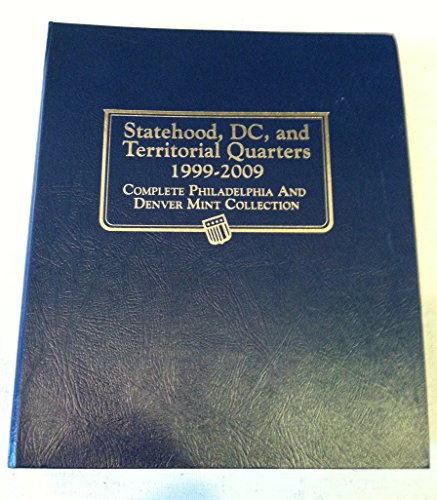 Statehood, DC, and
Territorial Quarters
1999-2009
Complete Philadelphia And
Denver Mint Collection